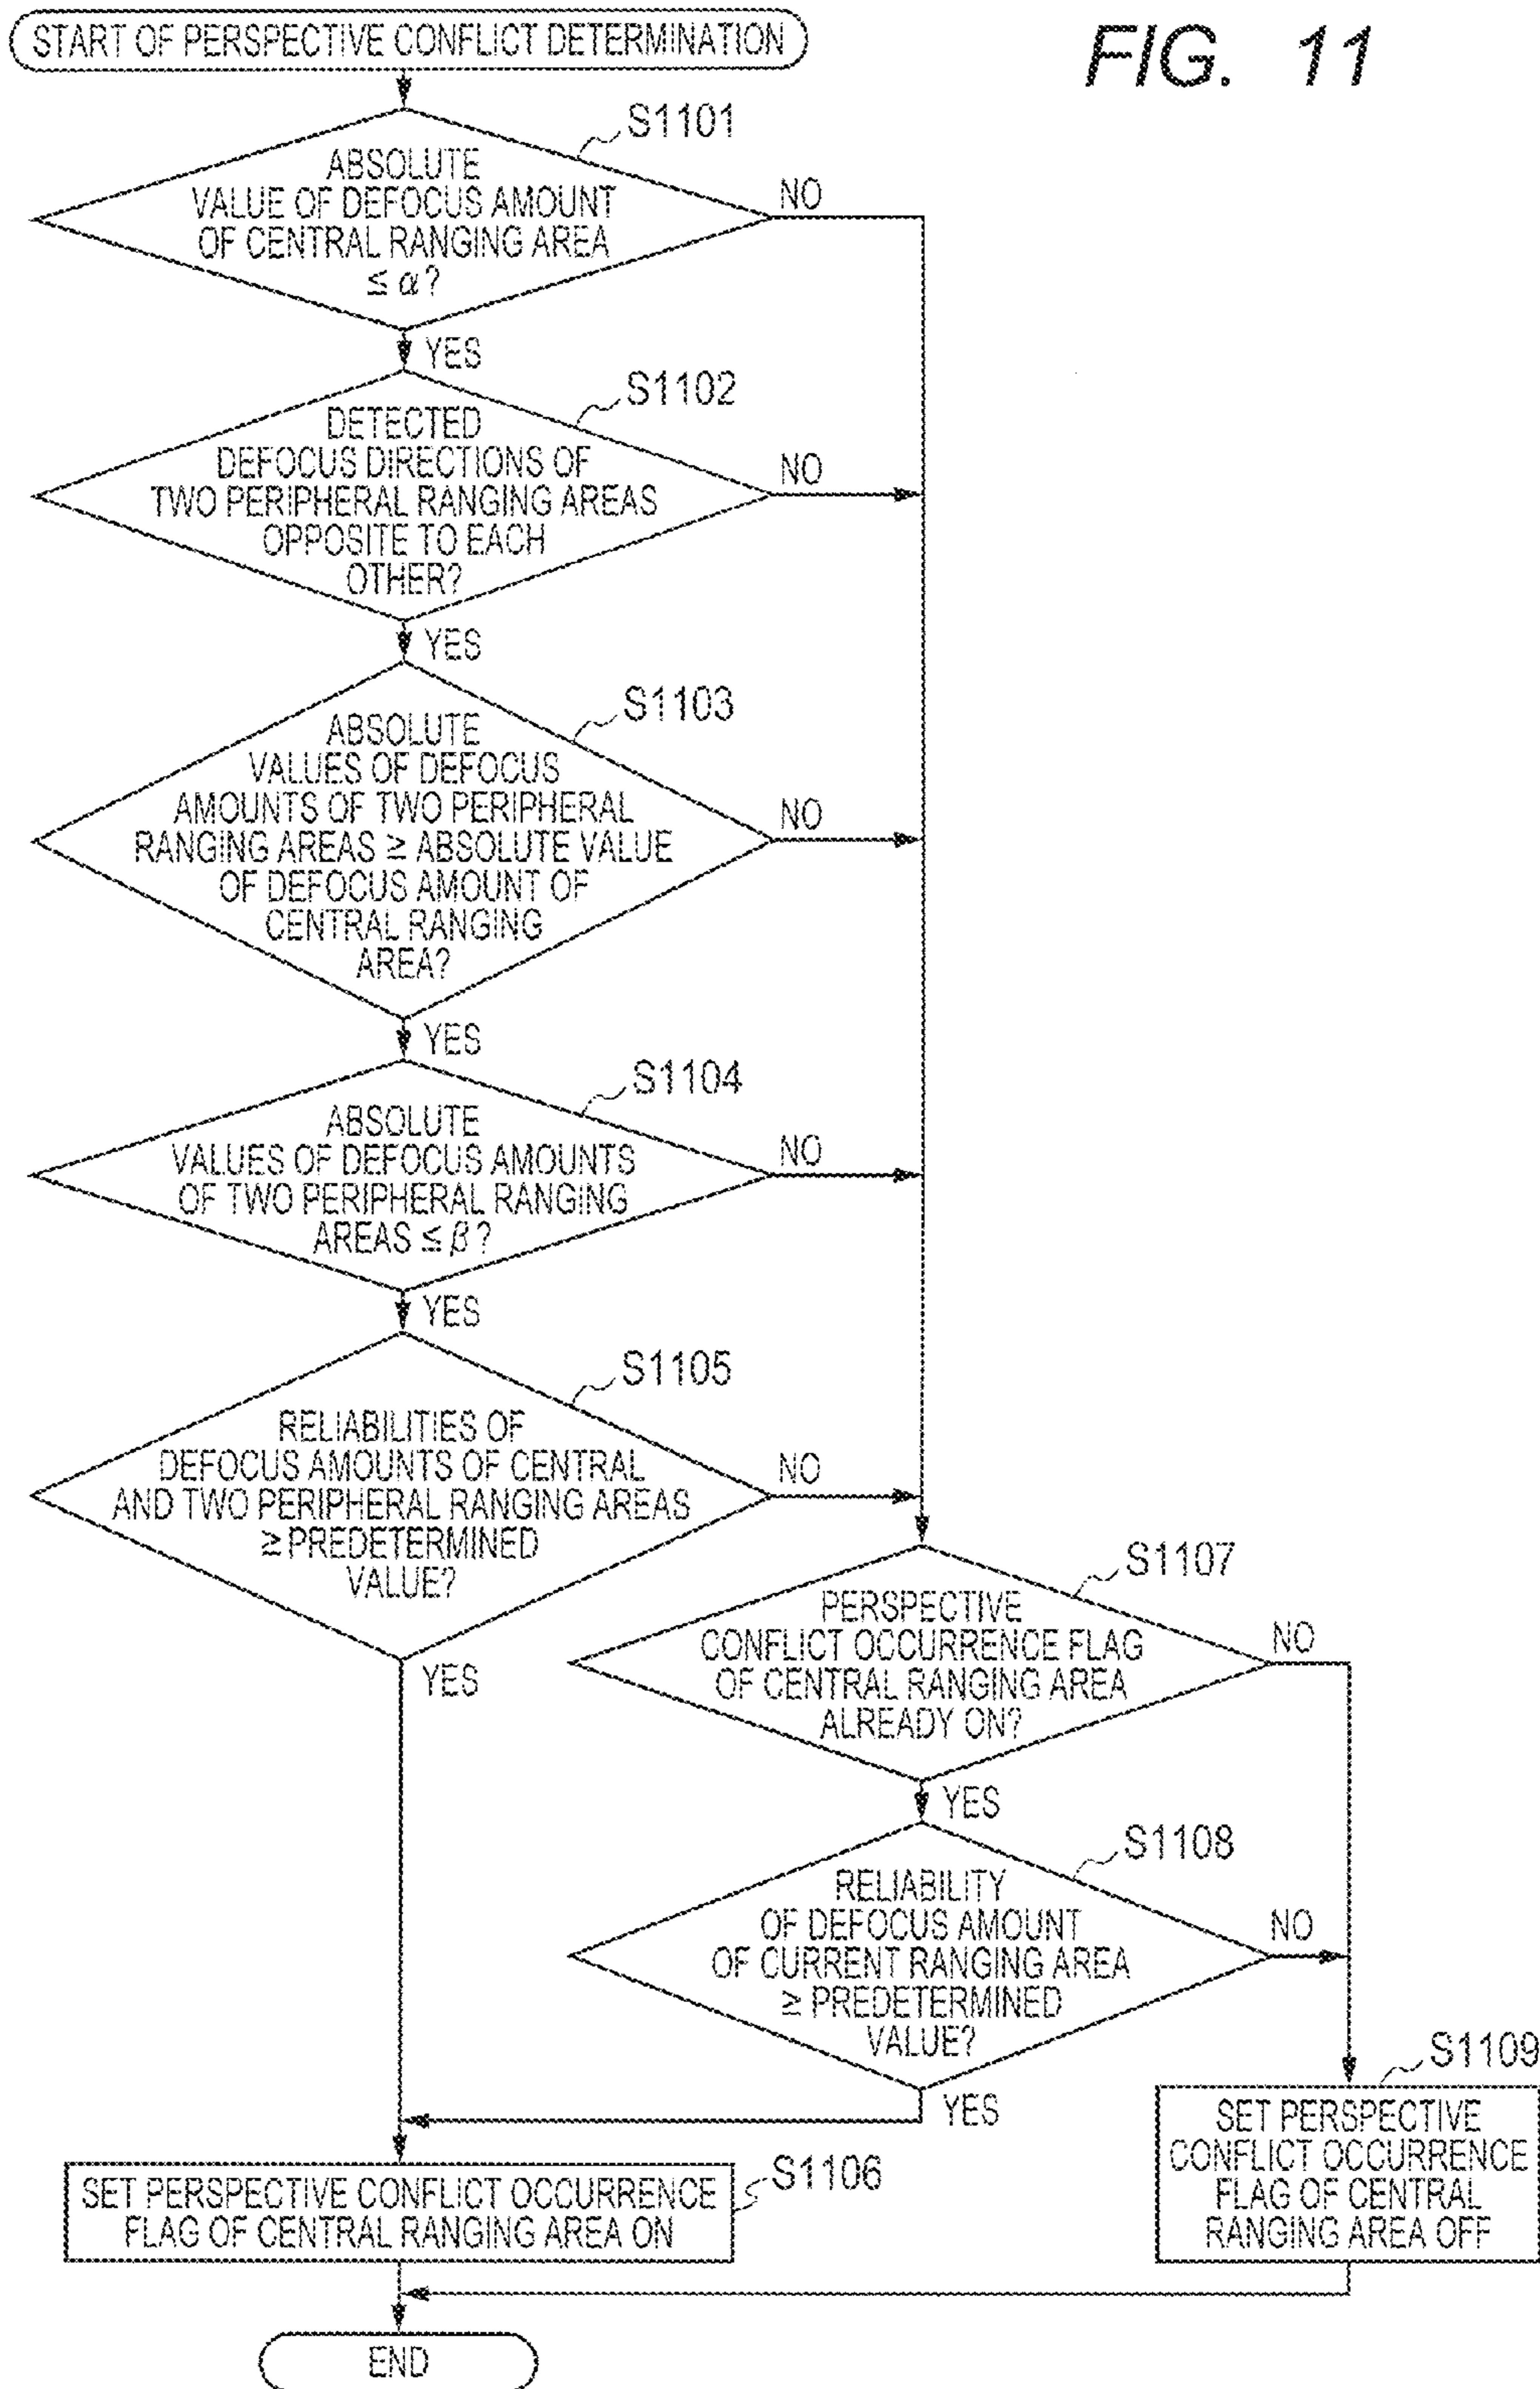 FIG. 11
START OF PERSPECTIVE CONFLICT DETERMINATION
S1101
ABSOLUTE
VALUE OF DEFOCUS AMOUNT
OF CENTRAL RANGING AREA
≤ α?
NO
YES
S1102
DETECTED
DEFOCUS DIRECTIONS OF
TWO PERIPHERAL RANGING AREAS
OPPOSITE TO EACH
OTHER?
NO
YES
S1103
ABSOLUTE
VALUES OF DEFOCUS
AMOUNTS OF TWO PERIPHERAL
RANGING AREAS ≥ ABSOLUTE VALUE
OF DEFOCUS AMOUNT OF
CENTRAL RANGING
AREA?
NO
YES
S1104
ABSOLUTE
VALUES OF DEFOCUS AMOUNTS
OF TWO PERIPHERAL RANGING
AREAS ≤ β?
NO
YES
S1105
RELIABILITIES OF
DEFOCUS AMOUNTS OF CENTRAL
AND TWO PERIPHERAL RANGING AREAS
≥ PREDETERMINED
VALUE?
NO
YES
S1107
PERSPECTIVE
CONFLICT OCCURRENCE FLAG
OF CENTRAL RANGING AREA
ALREADY ON?
NO
YES
S1108
RELIABILITY
OF DEFOCUS AMOUNT
OF CURRENT RANGING AREA
≥ PREDETERMINED
VALUE?
NO
YES
S1109
SET PERSPECTIVE
CONFLICT OCCURRENCE
FLAG OF CENTRAL
RANGING AREA OFF
S1106
SET PERSPECTIVE CONFLICT OCCURRENCE
FLAG OF CENTRAL RANGING AREA ON
END